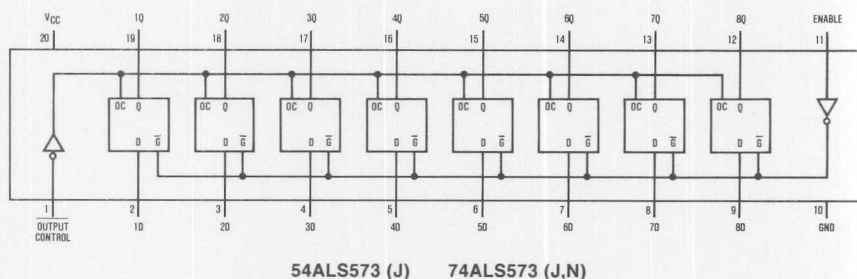 VCC 1Q 2Q 3Q 4Q 5Q 6Q 7Q 8Q ENABLE
20 19 18 17 16 15 14 13 12 11
OC Q OC Q OC Q OC Q OC Q OC Q OC Q OC Q
D G D G D G D G D G D G D G D G
1 2 3 4 5 6 7 8 9 10
OUTPUT CONTROL 1D 2D 3D 4D 5D 6D 7D 8D GND
54ALS573 (J) 74ALS573 (J,N)